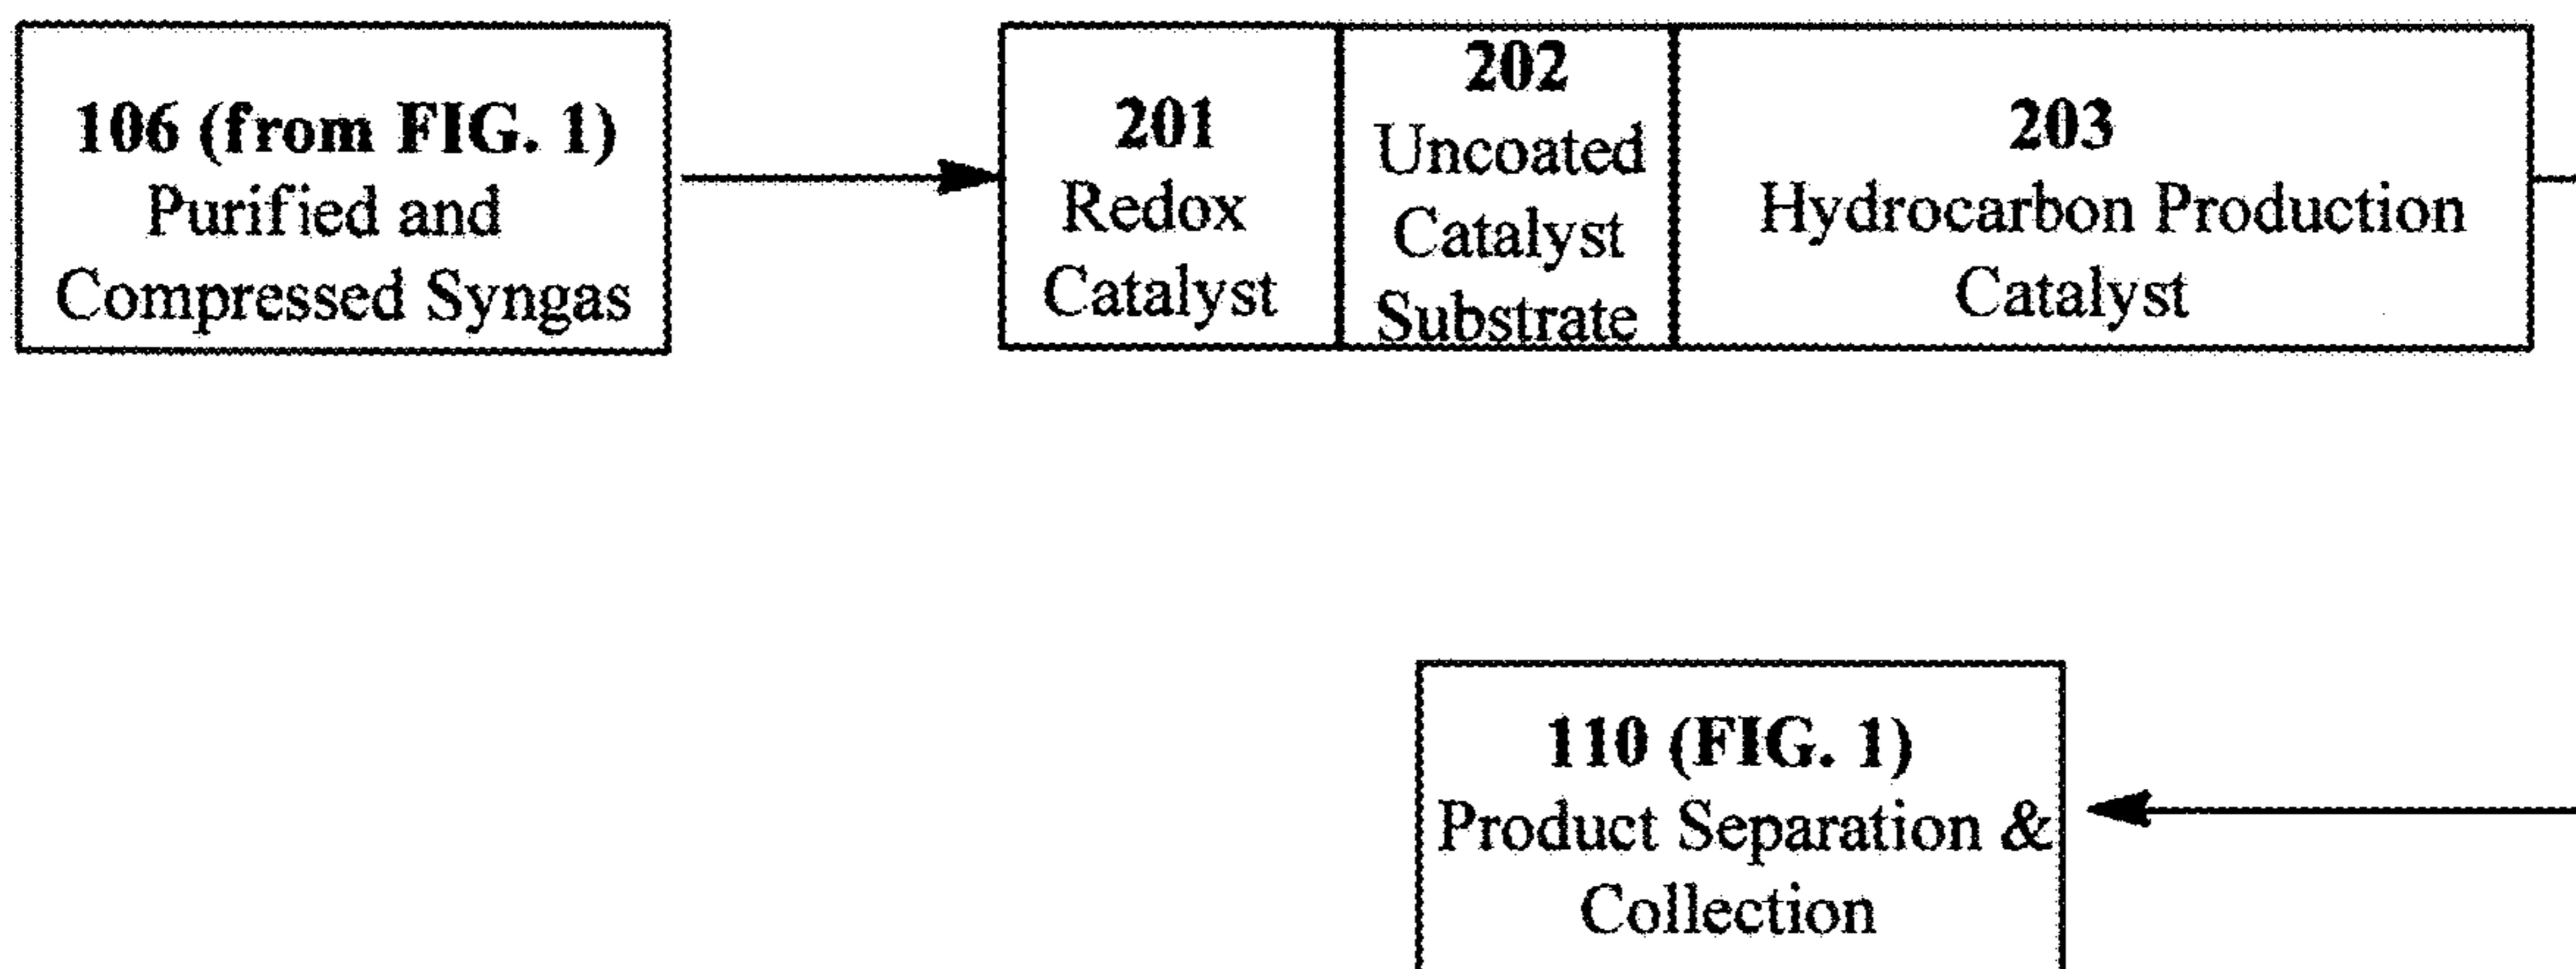 106 (from FIG. 1)
Purified and
Compressed Syngas
201
Redox
Catalyst
202
Uncoated
Catalyst
Substrate
203
Hydrocarbon Production
Catalyst
110 (FIG. 1)
Product Separation &
Collection